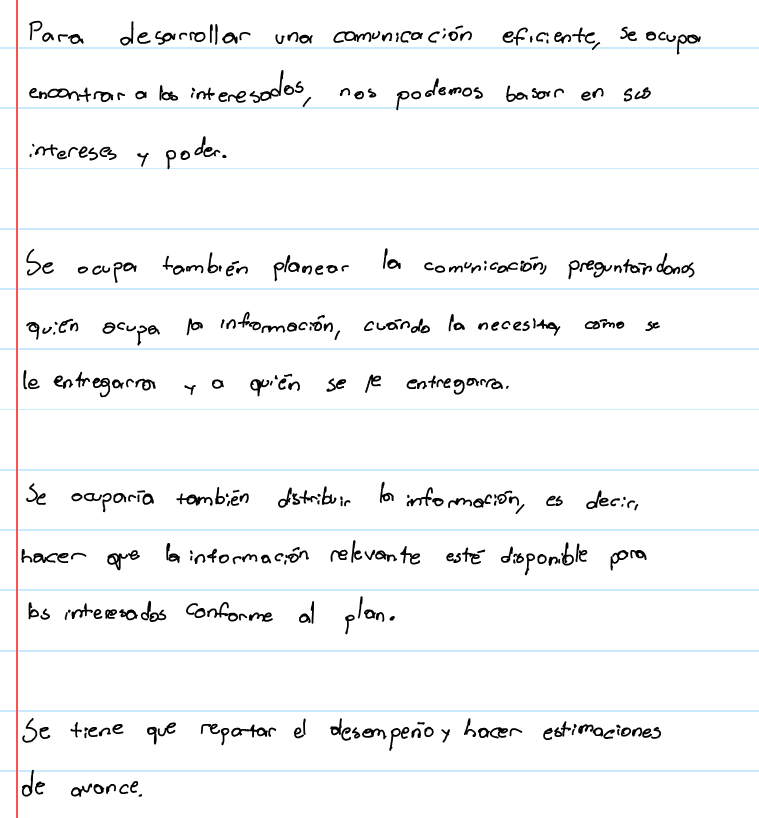 Para desarrollar una comunicación eficiente, se ocupa
encontrar a los interesados, nos podemos basar en sus
intereses y poder.
Se ocupa también planear la comunicación, preguntándonos
quién ocupa la información, cuándo la necesita, cómo se
le entregarra y a quién se le entregarra.
Se ocuparía también distribuir la información, es decir,
hacer que la información relevante esté disponible para
los interesados conforme al plan.
Se tiene que reportar el desempeño y hacer estimaciones
de avance.